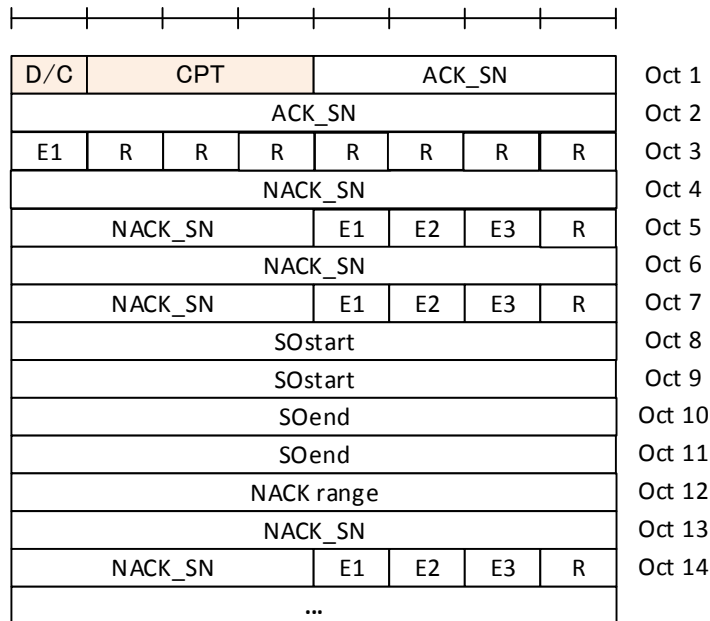 D/C CPT ACK_SN Oct 1
ACK_SN Oct 2
E1 R R R R R R R Oct 3
NACK_SN Oct 4
NACK_SN E1 E2 E3 R Oct 5
NACK_SN Oct 6
NACK_SN E1 E2 E3 R Oct 7
SOstart Oct 8
SOstart Oct 9
SOend Oct 10
SOend Oct 11
NACK range Oct 12
NACK_SN Oct 13
NACK_SN E1 E2 E3 R Oct 14
...